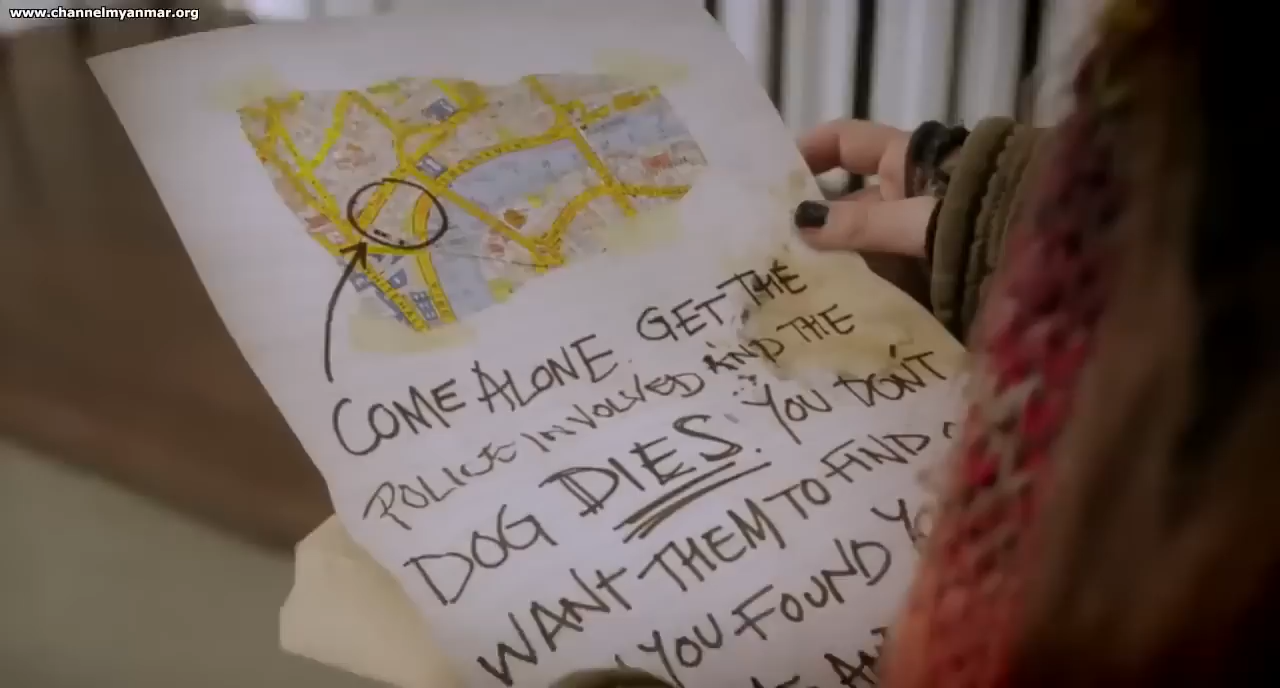 www.channelmyanmar.org
COME ALONE. GET THE
POLICE INVOLVED AND THE
DOG DIES. YOU DON'T
WANT THEM TO FIND
YOU FOUND